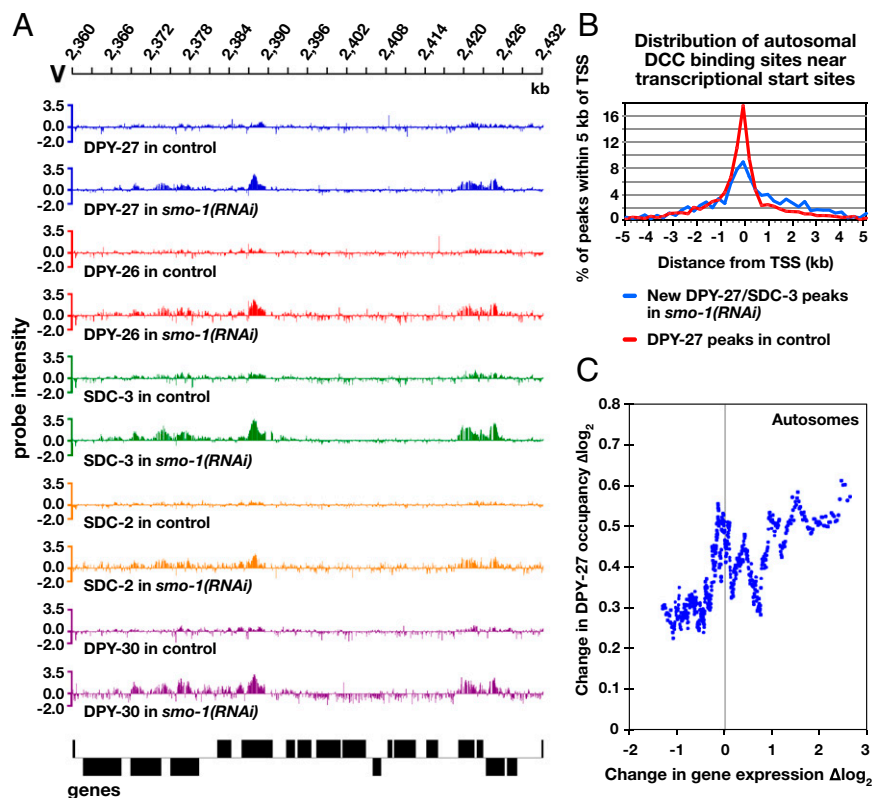 A
2,360 2,366 2,372 2,378 2,384 2,390 2,396 2,402 2,408 2,414 2,420 2,426 2,432
V
kb
probe intensity
3.5
0.0
-2.0
DPY-27 in control
3.5
0.0
-2.0
DPY-27 in smo-1(RNAi)
3.5
0.0
-2.0
DPY-26 in control
3.5
0.0
-2.0
DPY-26 in smo-1(RNAi)
3.5
0.0
-2.0
SDC-3 in control
3.5
0.0
-2.0
SDC-3 in smo-1(RNAi)
3.5
0.0
-2.0
SDC-2 in control
3.5
0.0
-2.0
SDC-2 in smo-1(RNAi)
3.5
0.0
-2.0
DPY-30 in control
3.5
0.0
-2.0
DPY-30 in smo-1(RNAi)
genes
B
Distribution of autosomal
DCC binding sites near
transcriptional start sites
% of peaks within 5 kb of TSS
16
12
8
4
2
0
-5 -4 -3 -2 -1 0 1 2 3 4 5
Distance from TSS (kb)
New DPY-27/SDC-3 peaks
in smo-1(RNAi)
DPY-27 peaks in control
C
Autosomes
Change in DPY-27 occupancy Δlog2
0.8
0.7
0.6
0.5
0.4
0.3
0.2
0.1
0
-2 -1 0 1 2 3
Change in gene expression Δlog2